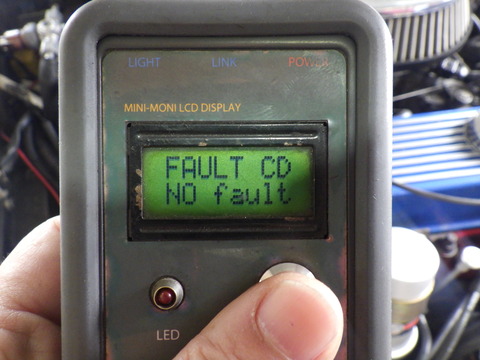 LIGHT LINK POWER
MINI-MONI LCD DISPLAY
FAULT CD
NO fault
LED